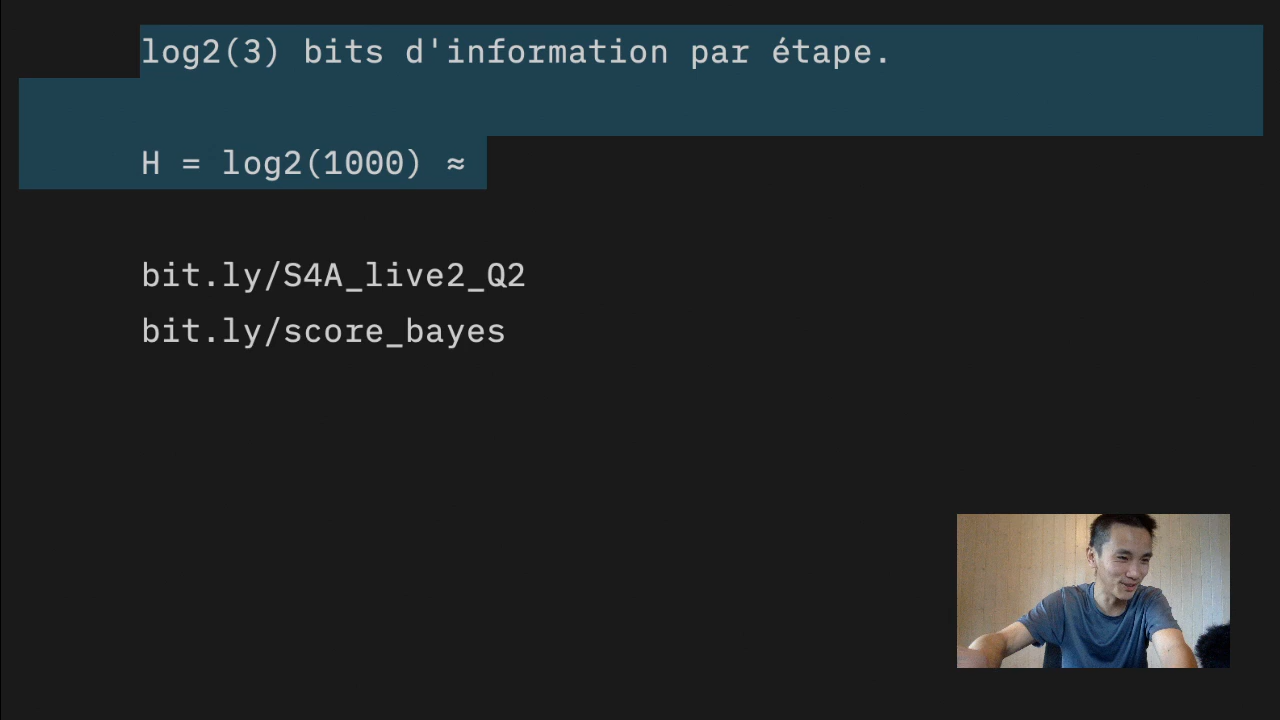 log2(3) bits d'information par étape.
H = log2(1000) ≈
bit.ly/S4A_live2_Q2
bit.ly/score_bayes